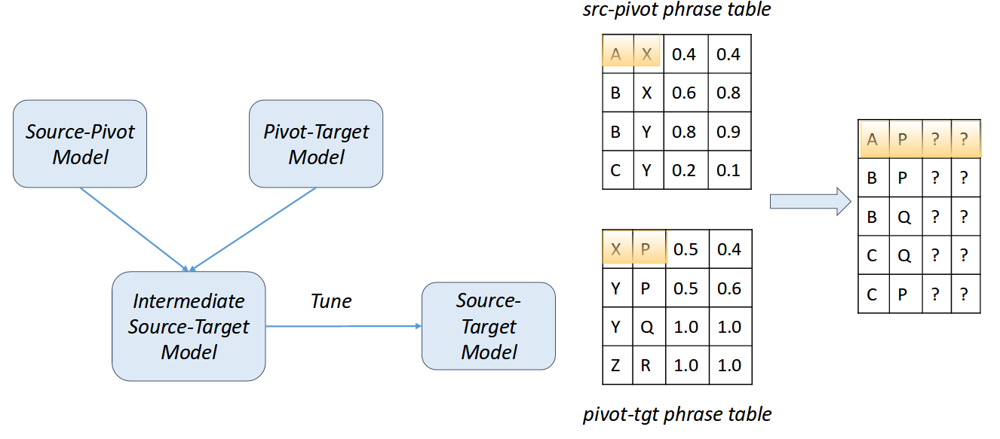 Source-Pivot
Model
Pivot-Target
Model
Intermediate
Source-Target
Model
Tune
Source-
Target
Model
src-pivot phrase table
A X 0.4 0.4
B X 0.6 0.8
B Y 0.8 0.9
C Y 0.2 0.1
X P 0.5 0.4
Y P 0.5 0.6
Y Q 1.0 1.0
Z R 1.0 1.0
pivot-tgt phrase table
A P ? ?
B P ? ?
B Q ? ?
C Q ? ?
C P ? ?